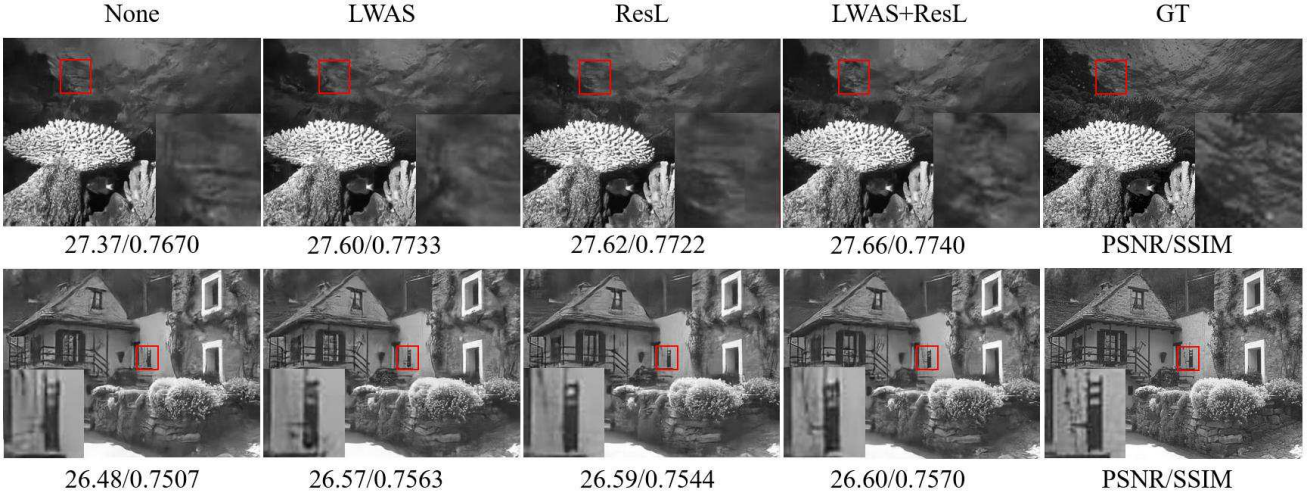 None LWAS ResL LWAS+ResL GT
27.37/0.7670 27.60/0.7733 27.62/0.7722 27.66/0.7740 PSNR/SSIM
26.48/0.7507 26.57/0.7563 26.59/0.7544 26.60/0.7570 PSNR/SSIM